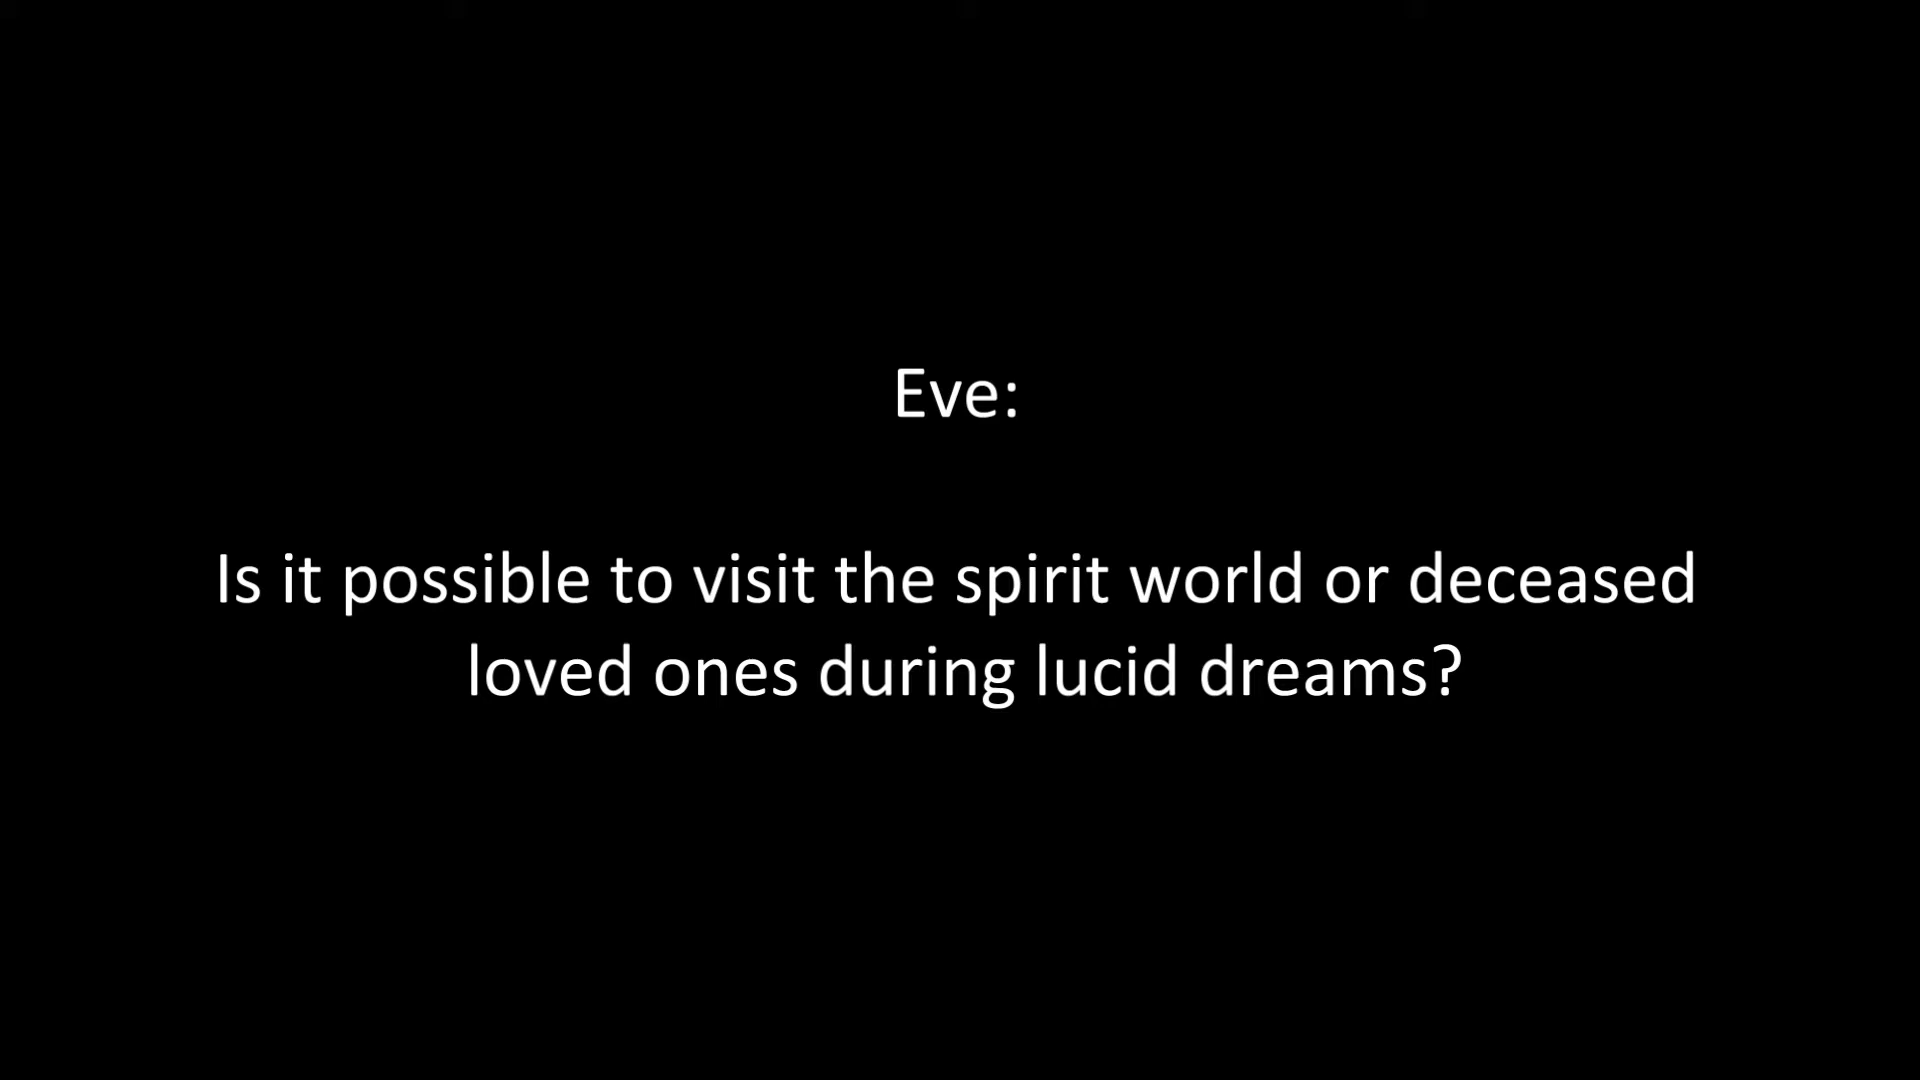 Eve:
Is it possible to visit the spirit world or deceased
loved ones during lucid dreams?